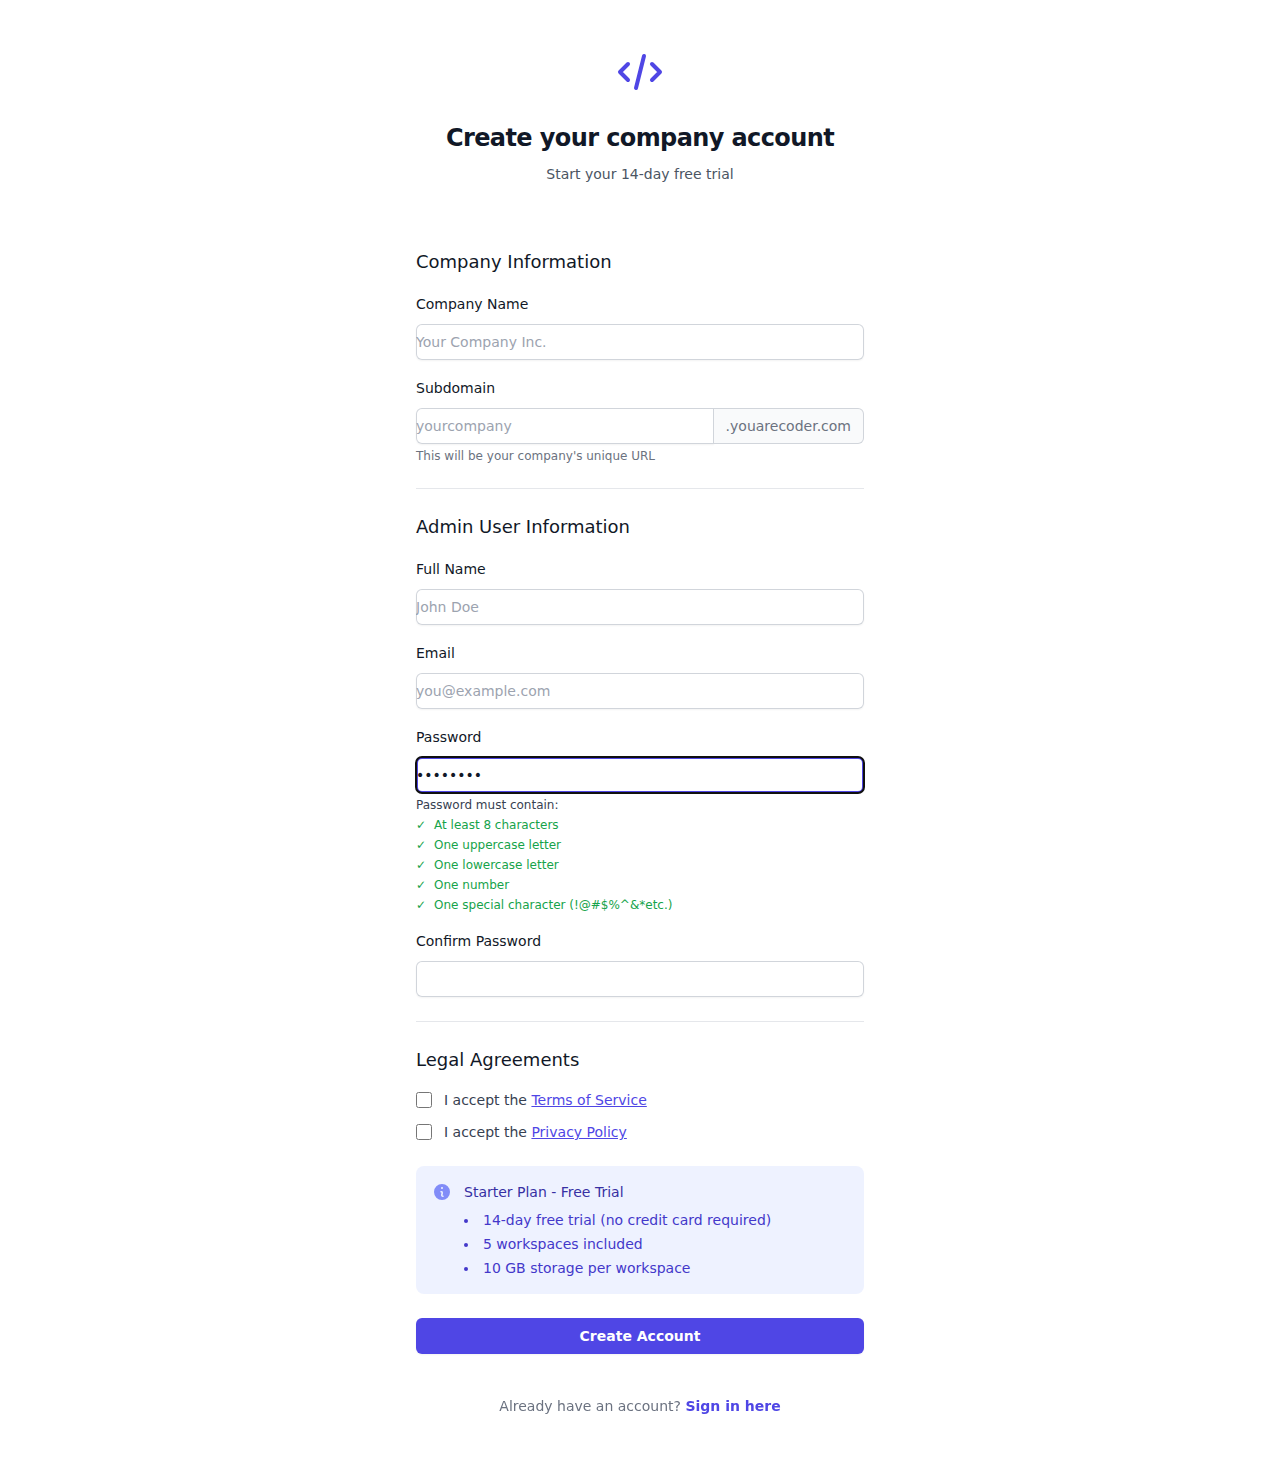 Create your company account
Start your 14-day free trial
Company Information
Company Name
Your Company Inc.
Subdomain
yourcompany .youarecoder.com
This will be your company's unique URL
Admin User Information
Full Name
John Doe
Email
you@example.com
Password
••••••••
Password must contain:
✓ At least 8 characters
✓ One uppercase letter
✓ One lowercase letter
✓ One number
✓ One special character (!@#$%^&*etc.)
Confirm Password
Legal Agreements
I accept the Terms of Service
I accept the Privacy Policy
Starter Plan - Free Trial
• 14-day free trial (no credit card required)
• 5 workspaces included
• 10 GB storage per workspace
Create Account
Already have an account? Sign in here